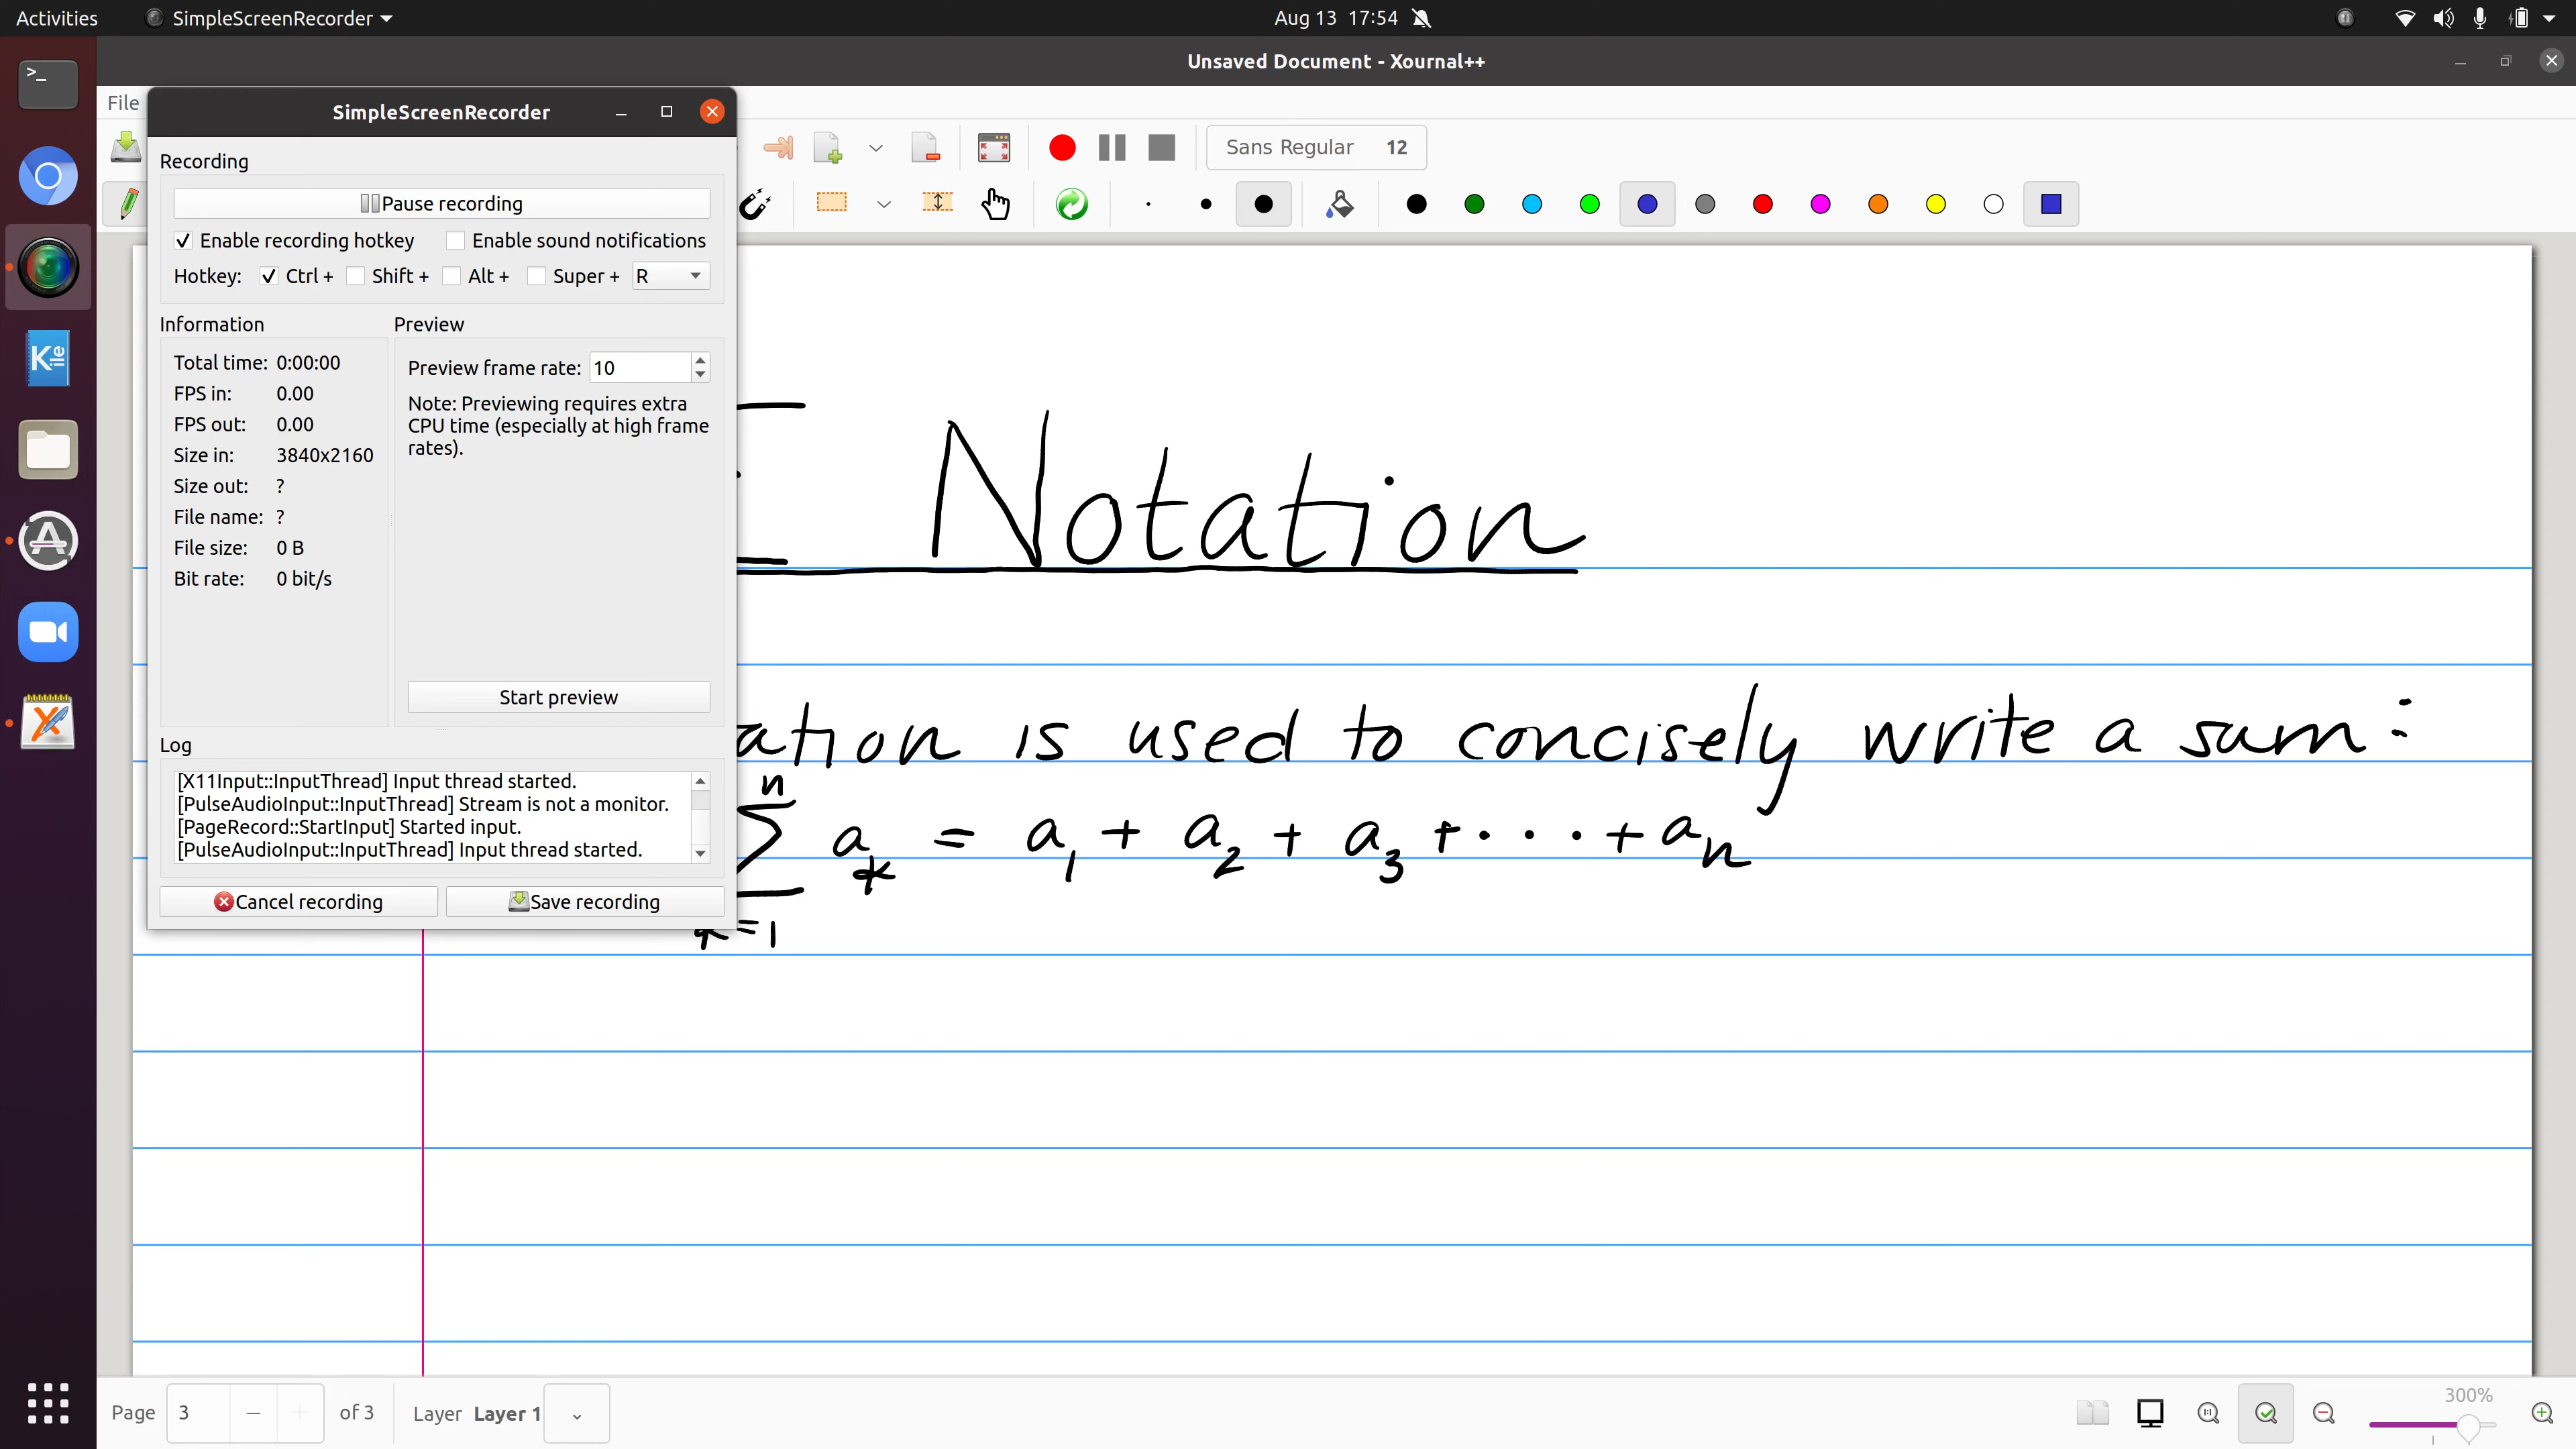 Activities SimpleScreenRecorder Aug 13 17:54
Unsaved Document - Xournal++
File
SimpleScreenRecorder
Sans Regular 12
Recording
Pause recording
Enable recording hotkey Enable sound notifications
Hotkey: Ctrl + Shift + Alt + Super + R
Information
Total time: 0:00:00
FPS in: 0.00
FPS out: 0.00
Size in: 3840x2160
Size out: ?
File name: ?
File size: 0 B
Bit rate: 0 bit/s
Preview
Preview frame rate: 10
Note: Previewing requires extra
CPU time (especially at high frame
rates).
Start preview
Log
[X11Input::InputThread] Input thread started.
[PulseAudioInput::InputThread] Stream is not a monitor.
[PageRecord::StartInput] Started input.
[PulseAudioInput::InputThread] Input thread started.
Cancel recording Save recording
Notation
ation is used to concisely write a sum:
n
∑ a_k = a_1 + a_2 + a_3 + · · · + a_n
k=1
Page 3 of 3 Layer Layer 1 300%